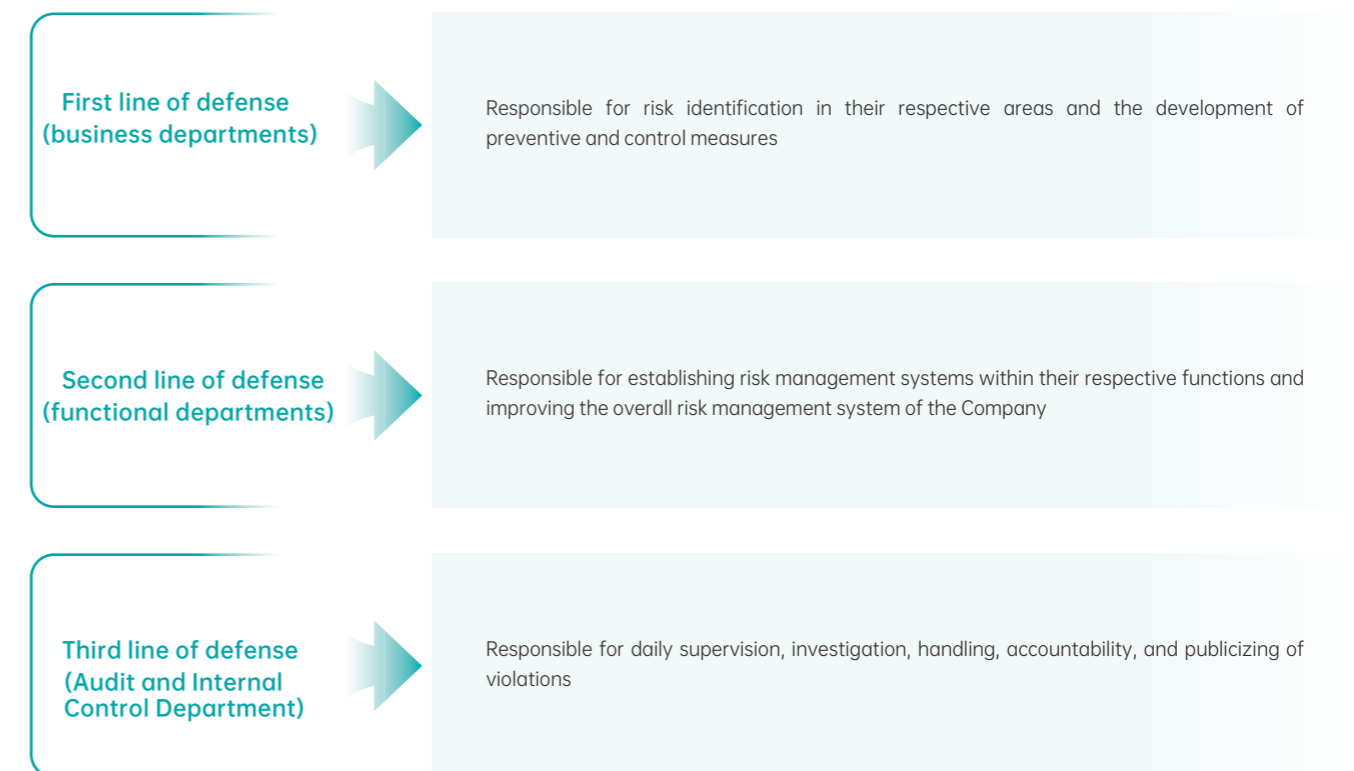 First line of defense
(business departments)
Responsible for risk identification in their respective areas and the development of
preventive and control measures
Second line of defense
(functional departments)
Responsible for establishing risk management systems within their respective functions and
improving the overall risk management system of the Company
Third line of defense
(Audit and Internal
Control Department)
Responsible for daily supervision, investigation, handling, accountability, and publicizing of
violations